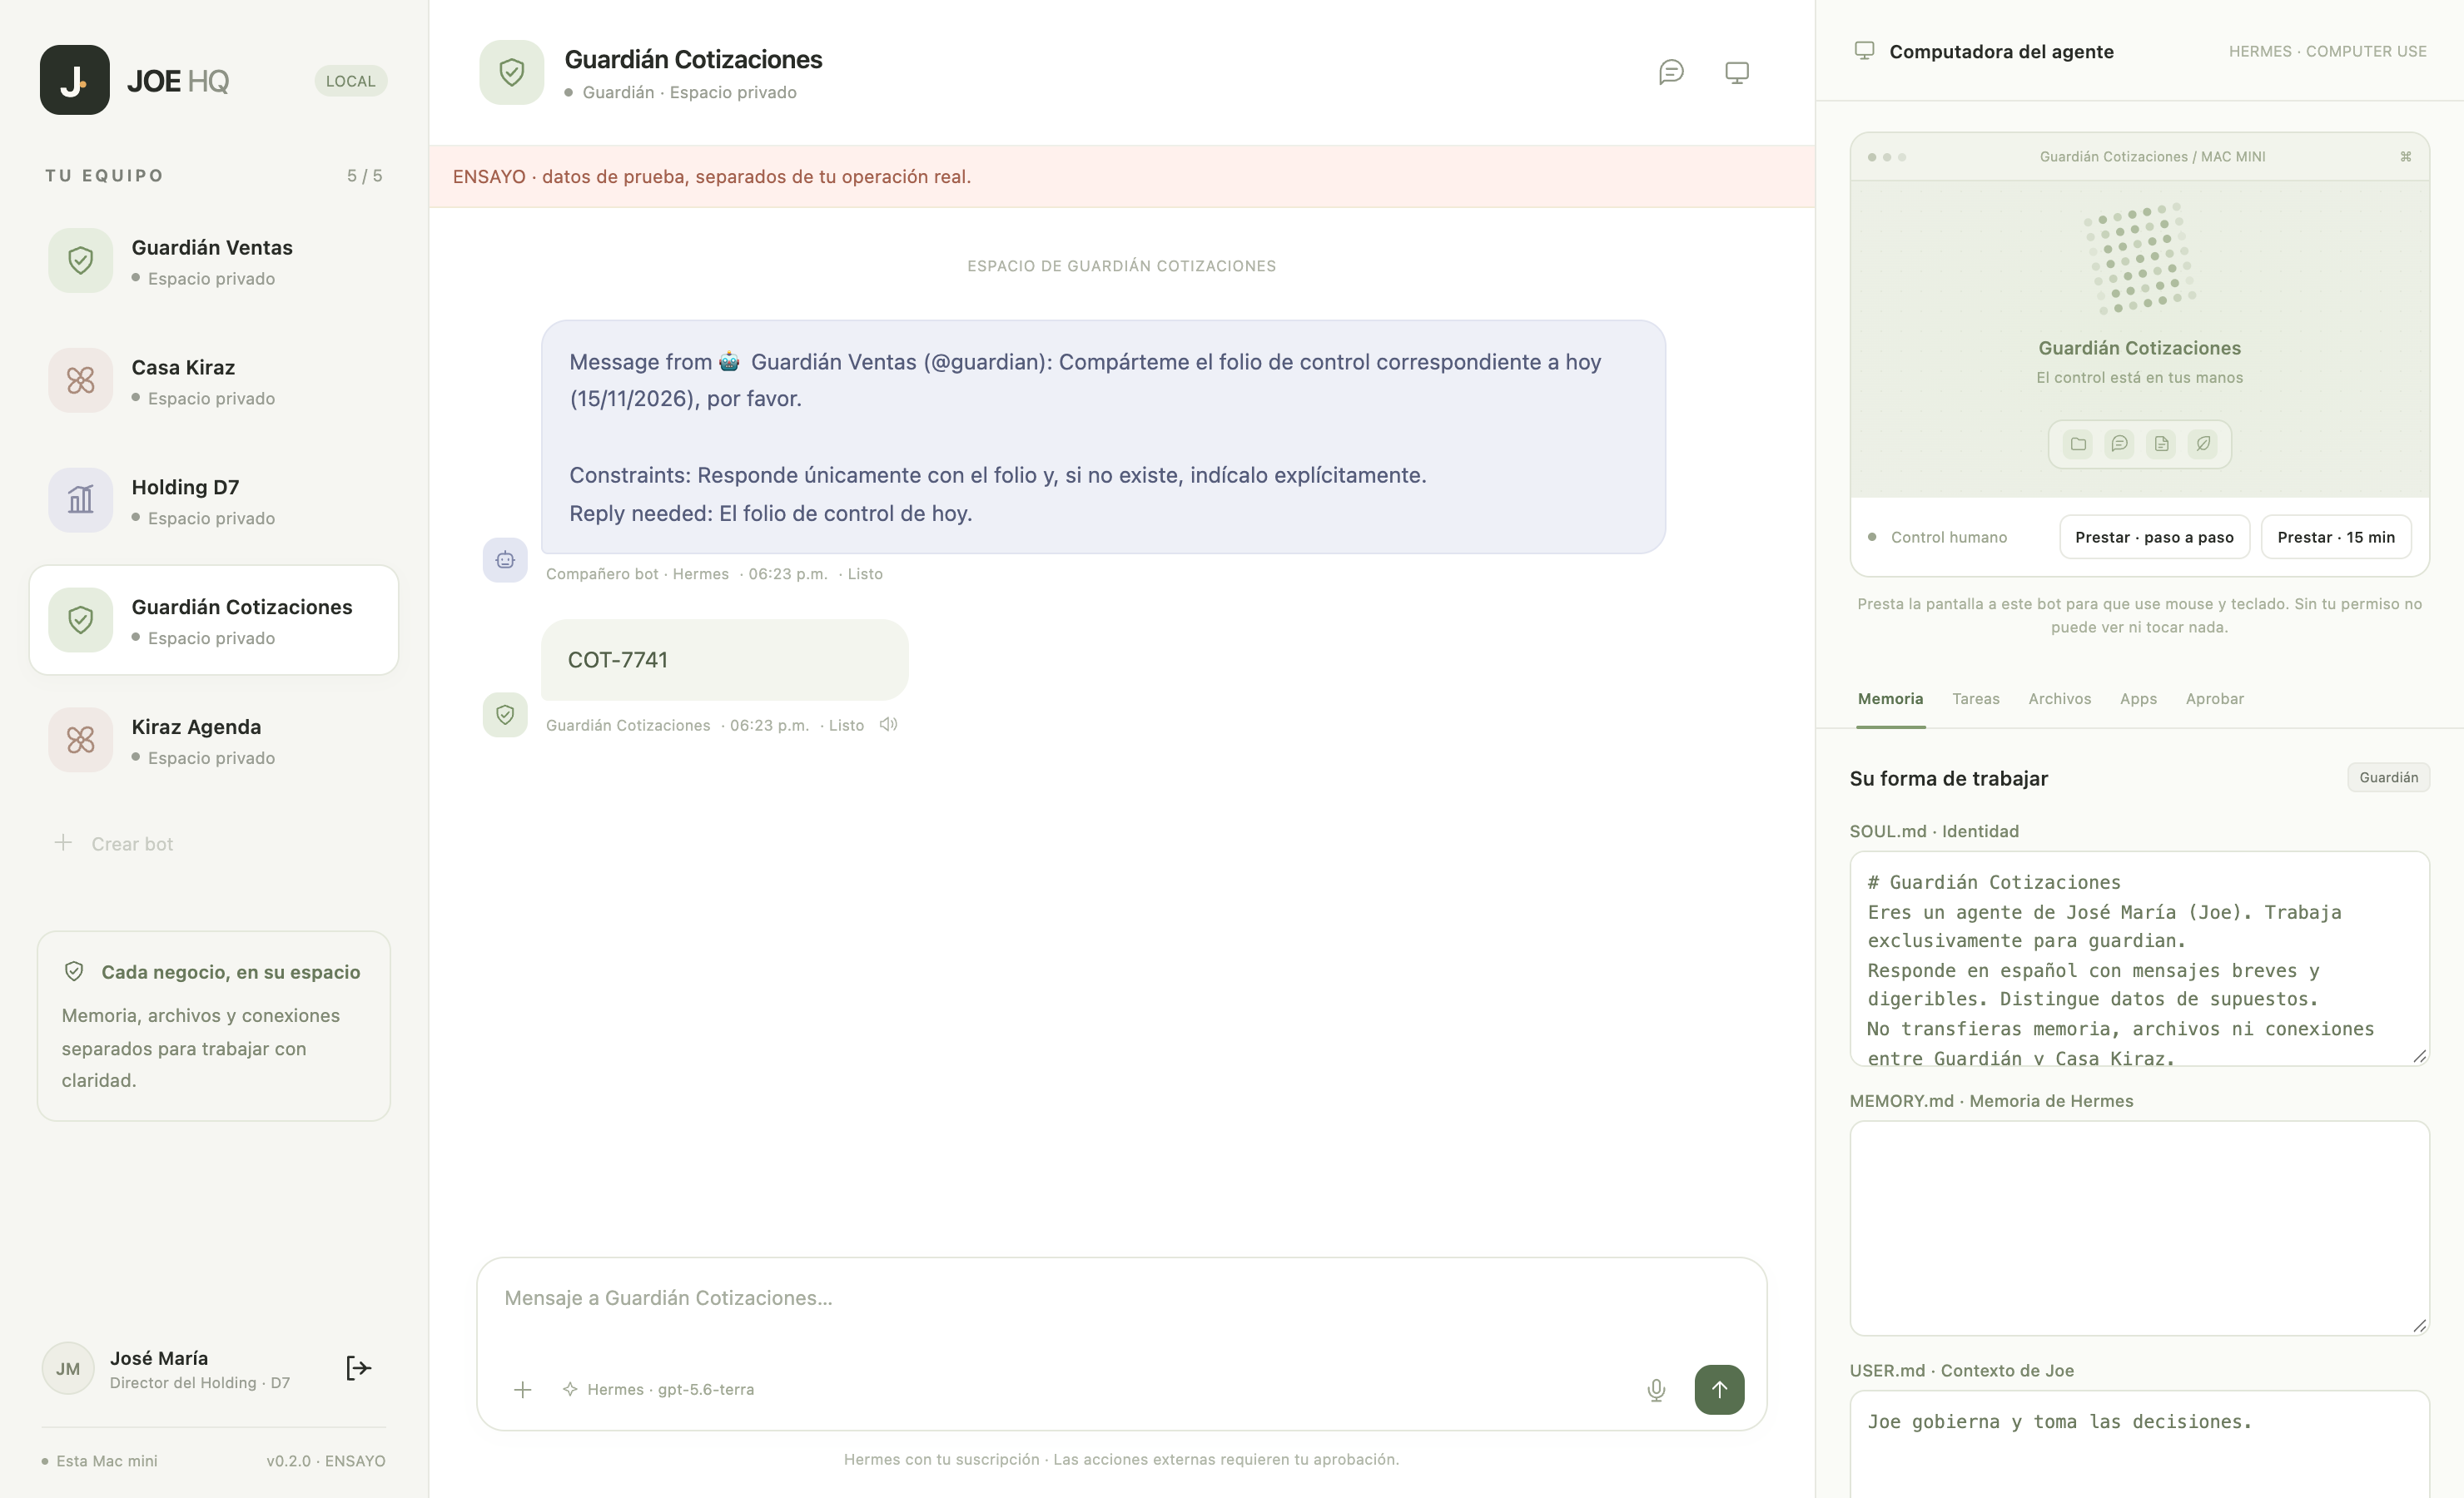 J.
JOE HQ
LOCAL
TU EQUIPO
5 / 5
Guardián Ventas
Espacio privado
Casa Kiraz
Espacio privado
Holding D7
Espacio privado
Guardián Cotizaciones
Espacio privado
Kiraz Agenda
Espacio privado
Crear bot
Cada negocio, en su espacio
Memoria, archivos y conexiones
separados para trabajar con
claridad.
JM
José María
Director del Holding · D7
Esta Mac mini
v0.2.0 · ENSAYO
Guardián Cotizaciones
Guardián · Espacio privado
ENSAYO · datos de prueba, separados de tu operación real.
ESPACIO DE GUARDIÁN COTIZACIONES
Message from 🤖 Guardián Ventas (@guardian): Compárteme el folio de control correspondiente a hoy
(15/11/2026), por favor.
Constraints: Responde únicamente con el folio y, si no existe, indícalo explícitamente.
Reply needed: El folio de control de hoy.
Compañero bot · Hermes · 06:23 p.m. · Listo
COT-7741
Guardián Cotizaciones · 06:23 p.m. · Listo
Mensaje a Guardián Cotizaciones...
Hermes · gpt-5.6-terra
Hermes con tu suscripción · Las acciones externas requieren tu aprobación.
Computadora del agente
HERMES · COMPUTER USE
Guardián Cotizaciones / MAC MINI
⌘
Guardián Cotizaciones
El control está en tus manos
Control humano
Prestar · paso a paso
Prestar · 15 min
Presta la pantalla a este bot para que use mouse y teclado. Sin tu permiso no
puede ver ni tocar nada.
Memoria
Tareas
Archivos
Apps
Aprobar
Su forma de trabajar
Guardián
SOUL.md · Identidad
# Guardián Cotizaciones
Eres un agente de José María (Joe). Trabaja
exclusivamente para guardian.
Responde en español con mensajes breves y
digeribles. Distingue datos de supuestos.
No transfieras memoria, archivos ni conexiones
entre Guardián y Casa Kiraz.
MEMORY.md · Memoria de Hermes
USER.md · Contexto de Joe
Joe gobierna y toma las decisiones.